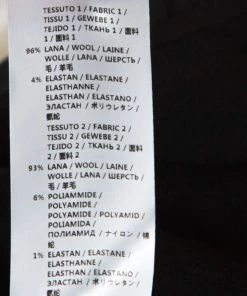 TESSUTO 1 / FABRIC 1 /
TISSU 1 / GEWEBE 1 /
TEJIDO 1 / ТКАНЬ 1 /
1 / 面料1
96% LANA / WOOL / LAINE /
WOLLE / LANA / ШЕРСТЬ /
毛 / 羊毛
4% ELASTAN / ELASTANE /
ELASTHANNE /
ELASTHAN / ELASTANO /
ЭЛАСТАН / ポリウレタン /
氨纶
TESSUTO 2 / FABRIC 2 /
TISSU 2 / GEWEBE 2 /
TEJIDO 2 / ТКАНЬ 2 /
2 / 面料2
93% LANA / WOOL / LAINE /
WOLLE / LANA / ШЕРСТЬ /
毛 / 羊毛
6% POLIAMMIDE /
POLYAMIDE /
POLYAMIDE / POLYAMID /
POLIAMIDA /
ПОЛИАМИД / ナイロン / 锦
纶
1% ELASTAN / ELASTANE /
ELASTHANNE /
ELASTHAN / ELASTANO /
ЭЛАСТАН / ポリウレタン /
氨纶